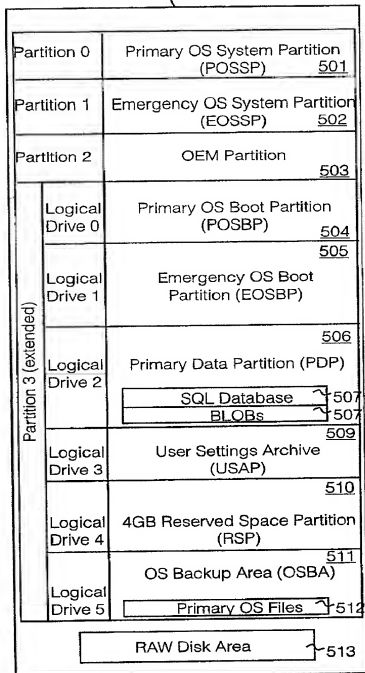 Partition 0
Primary OS System Partition
(POSSP) 501
Partition 1
Emergency OS System Partition
(EOSSP) 502
Partition 2
OEM Partition
503
Partition 3 (extended)
Logical
Drive 0
Primary OS Boot Partition
(POSBP) 504
505
Logical
Drive 1
Emergency OS Boot
Partition (EOSBP)
506
Logical
Drive 2
Primary Data Partition (PDP)
SQL Database 507
BLOBs 507
509
Logical
Drive 3
User Settings Archive
(USAP)
510
Logical
Drive 4
4GB Reserved Space Partition
(RSP)
511
Logical
Drive 5
OS Backup Area (OSBA)
Primary OS Files 512
RAW Disk Area 513